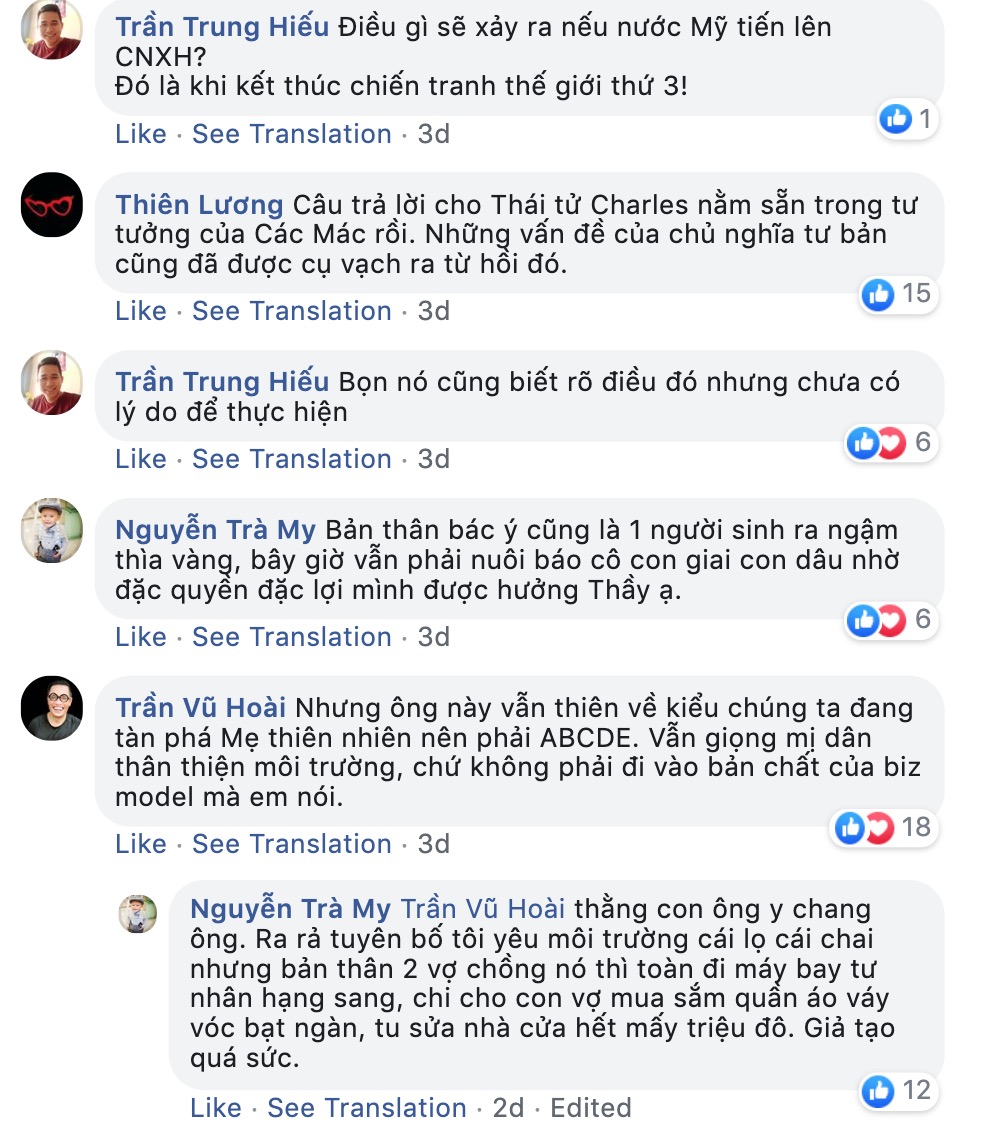 Trần Trung Hiếu Điều gì sẽ xảy ra nếu nước Mỹ tiến lên
CNXH?
Đó là khi kết thúc chiến tranh thế giới thứ 3!
1
Like · See Translation · 3d
Thiên Lương Câu trả lời cho Thái tử Charles nằm sẵn trong tư
tưởng của Các Mác rồi. Những vấn đề của chủ nghĩa tư bản
cũng đã được cụ vạch ra từ hồi đó.
15
Like · See Translation · 3d
Trần Trung Hiếu Bọn nó cũng biết rõ điều đó nhưng chưa có
lý do để thực hiện
6
Like · See Translation · 3d
Nguyễn Trà My Bản thân bác ý cũng là 1 người sinh ra ngậm
thìa vàng, bây giờ vẫn phải nuôi báo cô con giai con dâu nhờ
đặc quyền đặc lợi mình được hưởng Thầy ạ.
6
Like · See Translation · 3d
Trần Vũ Hoài Nhưng ông này vẫn thiên về kiểu chúng ta đang
tàn phá Mẹ thiên nhiên nên phải ABCDE. Vẫn giọng mị dân
thân thiện môi trường, chứ không phải đi vào bản chất của biz
model mà em nói.
18
Like · See Translation · 3d
Nguyễn Trà My Trần Vũ Hoài thằng con ông y chang
ông. Ra rả tuyên bố tôi yêu môi trường cái lọ cái chai
nhưng bản thân 2 vợ chồng nó thì toàn đi máy bay tư
nhân hạng sang, chi cho con vợ mua sắm quần áo váy
vóc bạt ngàn, tu sửa nhà cửa hết mấy triệu đô. Giả tạo
quá sức.
12
Like · See Translation · 2d · Edited